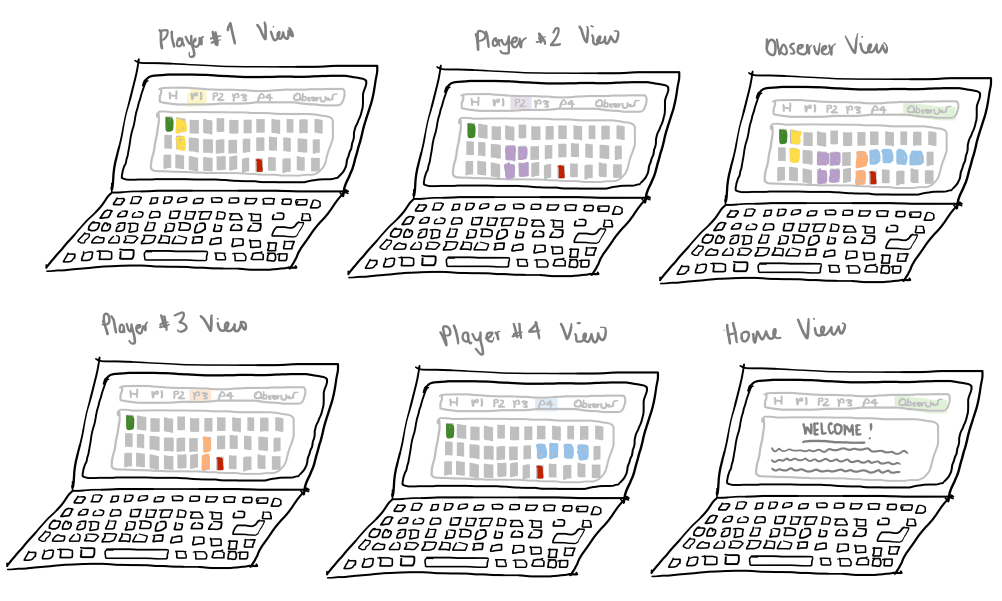 Player #1 View
Player #2 View
Observer View
H P1 P2 P3 P4 Observer
H P1 P2 P3 P4 Observer
H P1 P2 P3 P4 Observer
Player #3 View
Player #4 View
Home View
H P1 P2 P3 P4 Observer
H P1 P2 P3 P4 Observer
H P1 P2 P3 P4 Observer
WELCOME!